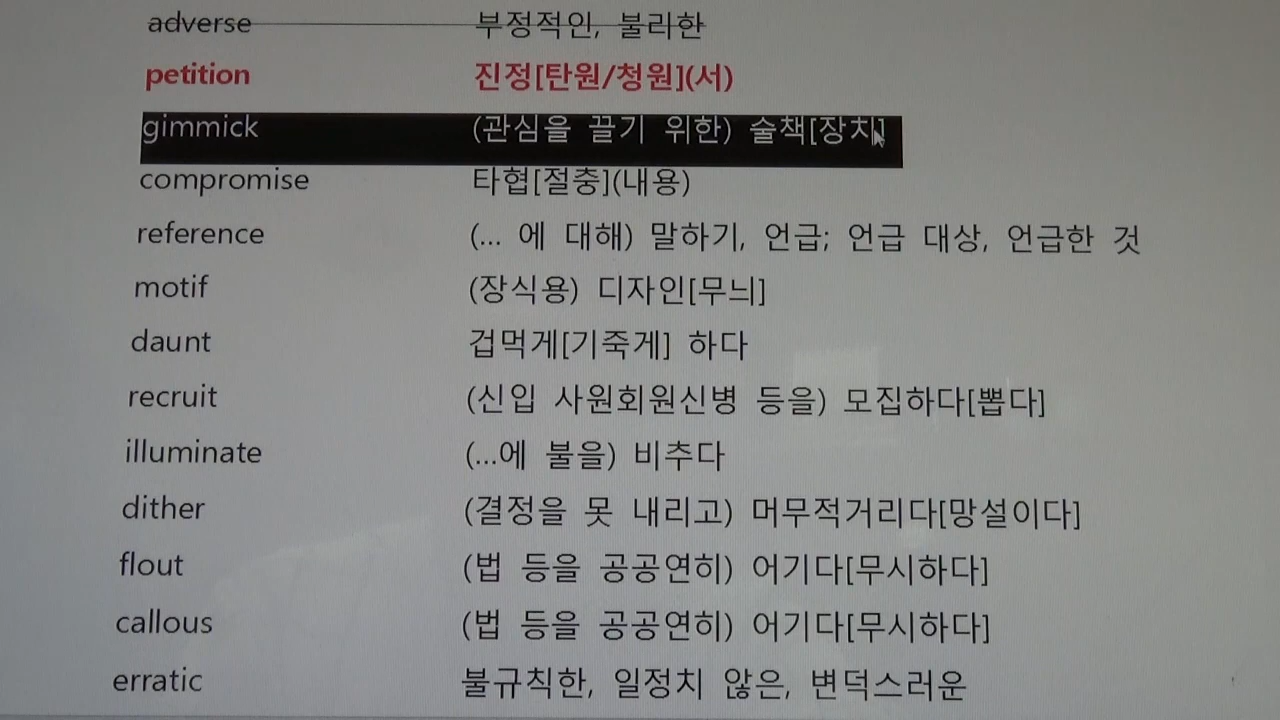 adverse 부정적인, 불리한
petition 진정[탄원/청원](서)
gimmick (관심을 끌기 위한) 술책[장치]
compromise 타협[절충](내용)
reference (... 에 대해) 말하기, 언급; 언급 대상, 언급한 것
motif (장식용) 디자인[무늬]
daunt 겁먹게[기죽게] 하다
recruit (신입 사원회원신병 등을) 모집하다[뽑다]
illuminate (...에 불을) 비추다
dither (결정을 못 내리고) 머무적거리다[망설이다]
flout (법 등을 공공연히) 어기다[무시하다]
callous (법 등을 공공연히) 어기다[무시하다]
erratic 불규칙한, 일정치 않은, 변덕스러운